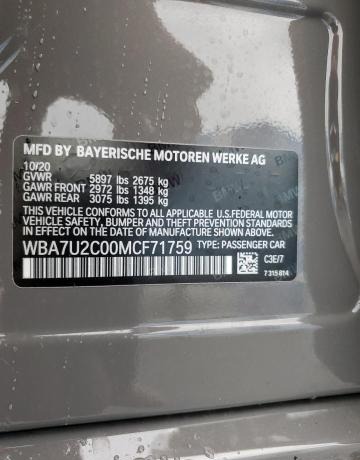 MFD BY BAYERISCHE MOTOREN WERKE AG
10/20
GVWR 5897 lbs 2675 kg
GAWR FRONT 2972 lbs 1348 kg
GAWR REAR 3075 lbs 1395 kg
THIS VEHICLE CONFORMS TO ALL APPLICABLE U.S.FEDERAL MOTOR
VEHICLE SAFETY, BUMPER AND THEFT PREVENTION
STANDARDS IN EFFECT ON THE DATE OF
MANUFACTURE SHOWN ABOVE.
WBA7U2C00MCF71759 TYPE: PASSENGER CAR
C3E/7
7 315 814